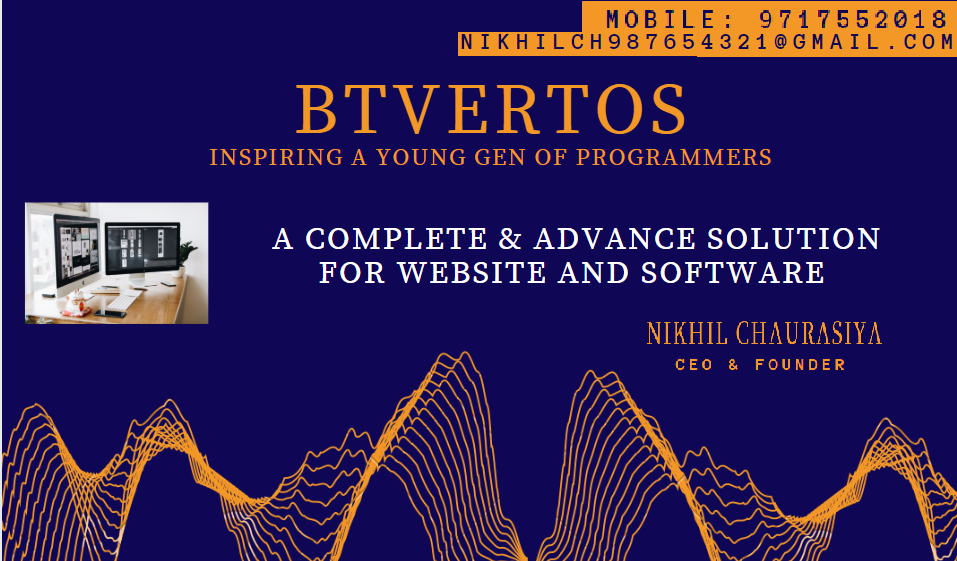 MOBILE: 9717552018
NIKHILCH987654321@GMAIL.COM
BTVERTOS
INSPIRING A YOUNG GEN OF PROGRAMMERS
A COMPLETE & ADVANCE SOLUTION
FOR WEBSITE AND SOFTWARE
NIKHIL CHAURASIYA
CEO & FOUNDER